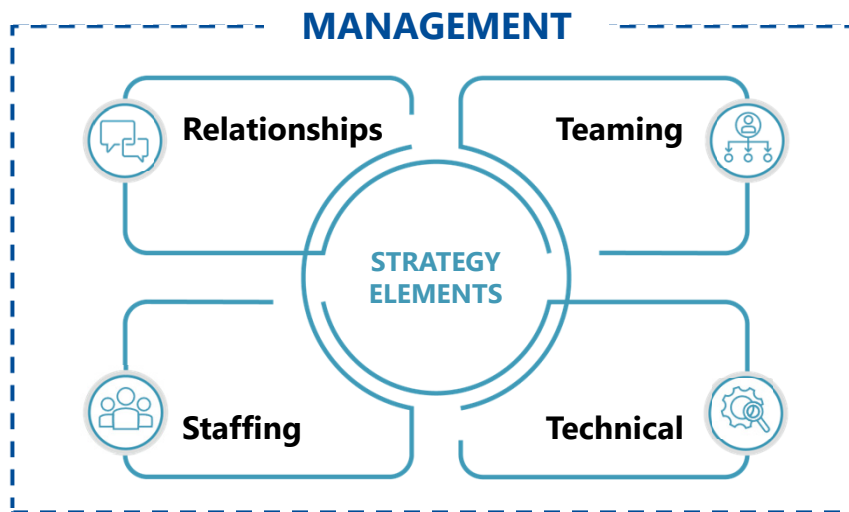 MANAGEMENT
Relationships
Teaming
STRATEGY
ELEMENTS
Staffing
Technical